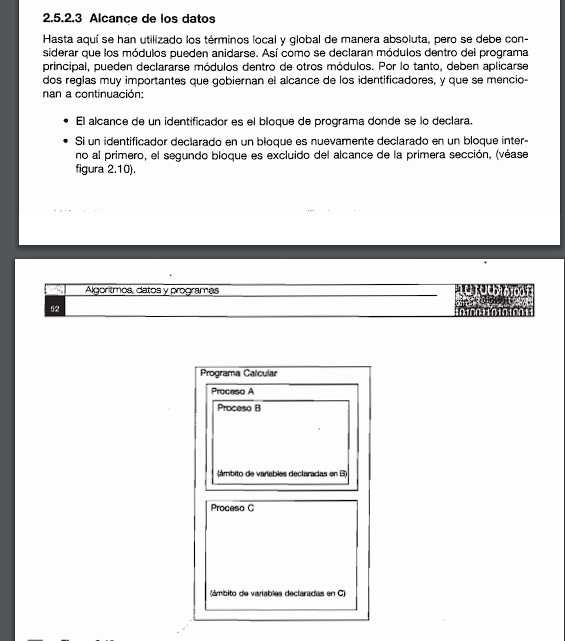 2.5.2.3 Alcance de los datos
Hasta aquí se han utilizado los términos local y global de manera absoluta, pero se debe con-
siderar que los módulos pueden anidarse. Así como se declaran módulos dentro del programa
principal, pueden declararse módulos dentro de otros módulos. Por lo tanto, deben aplicarse
dos reglas muy importantes que gobiernan el alcance de los identificadores, y que se mencio-
nan a continuación:
• El alcance de un identificador es el bloque de programa donde se lo declara.
• Si un identificador declarado en un bloque es nuevamente declarado en un bloque inter-
no al primero, el segundo bloque es excluido del alcance de la primera sección, (véase
figura 2.10).
Algoritmos, datos y programas
52
Programa Calcular
Proceso A
Proceso B
(ámbito de variables declaradas en B)
Proceso C
(ámbito de variables declaradas en C)